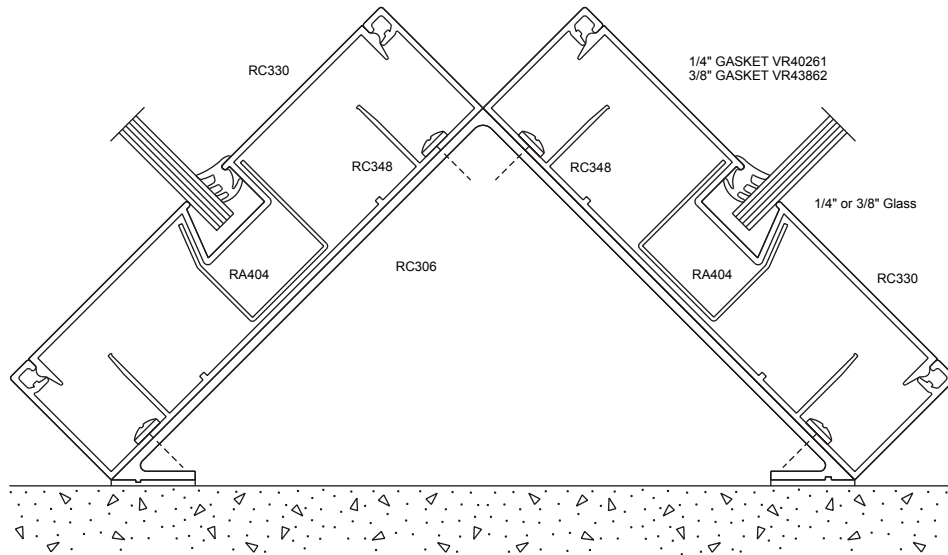 1/4" GASKET VR40261
3/8" GASKET VR43862
RC330
RC348
RC348
1/4" or 3/8" Glass
RC306
RA404
RA404
RC330